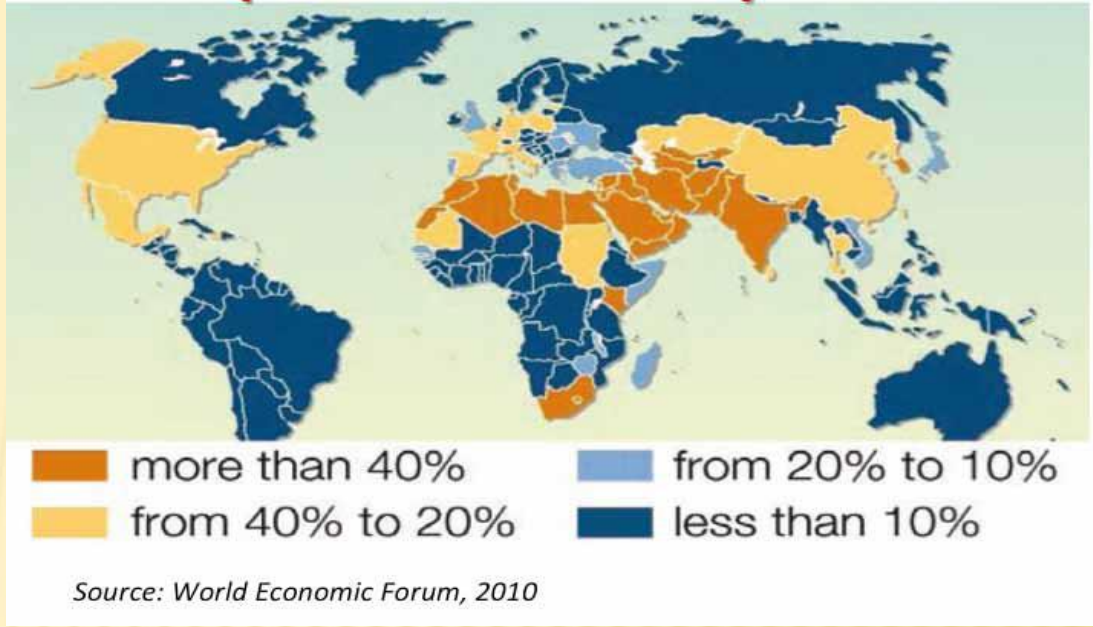 more than 40%
from 20% to 10%
from 40% to 20%
less than 10%
Source: World Economic Forum, 2010